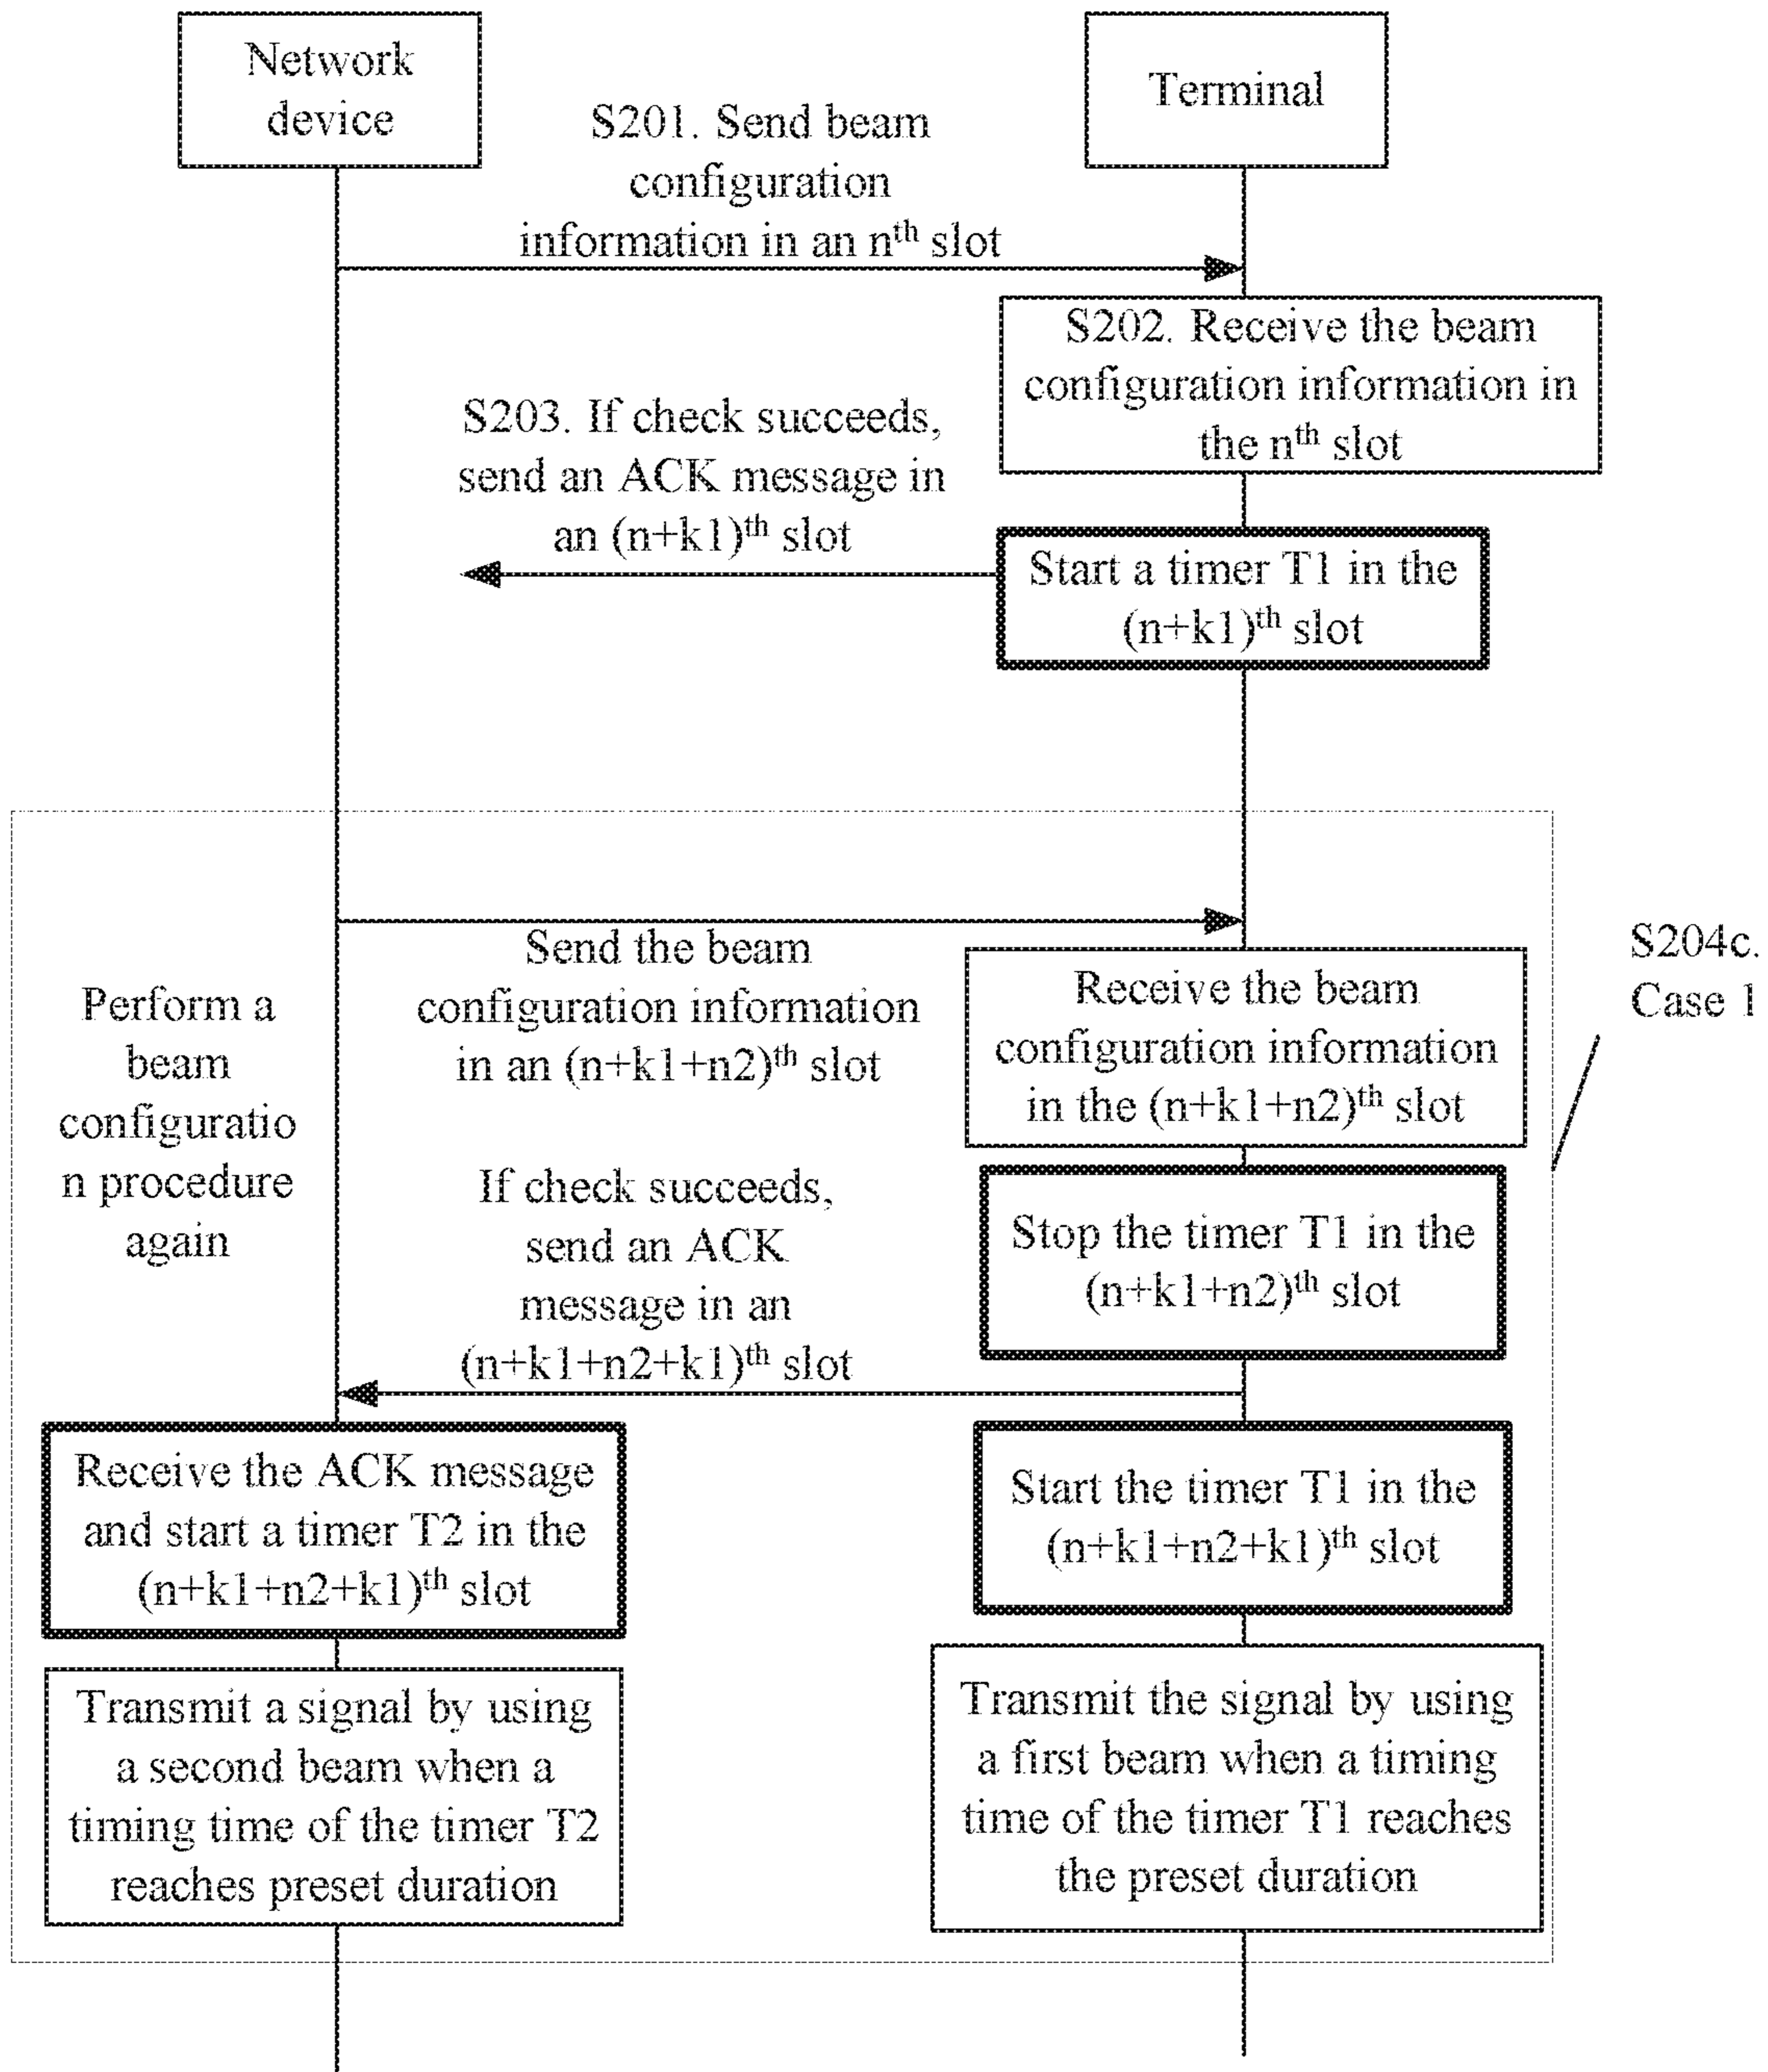 Network
device
Terminal
S201. Send beam
configuration
information in an nth slot
S202. Receive the beam
configuration information in
the nth slot
S203. If check succeeds,
send an ACK message in
an (n+k1)th slot
Start a timer T1 in the
(n+k1)th slot
Perform a
beam
configuratio
n procedure
again
Send the beam
configuration information
in an (n+k1+n2)th slot
Receive the beam
configuration information
in the (n+k1+n2)th slot
S204c.
Case 1
Stop the timer T1 in the
(n+k1+n2)th slot
If check succeeds,
send an ACK
message in an
(n+k1+n2+k1)th slot
Receive the ACK message
and start a timer T2 in the
(n+k1+n2+k1)th slot
Start the timer T1 in the
(n+k1+n2+k1)th slot
Transmit a signal by using
a second beam when a
timing time of the timer T2
reaches preset duration
Transmit the signal by using
a first beam when a timing
time of the timer T1 reaches
the preset duration